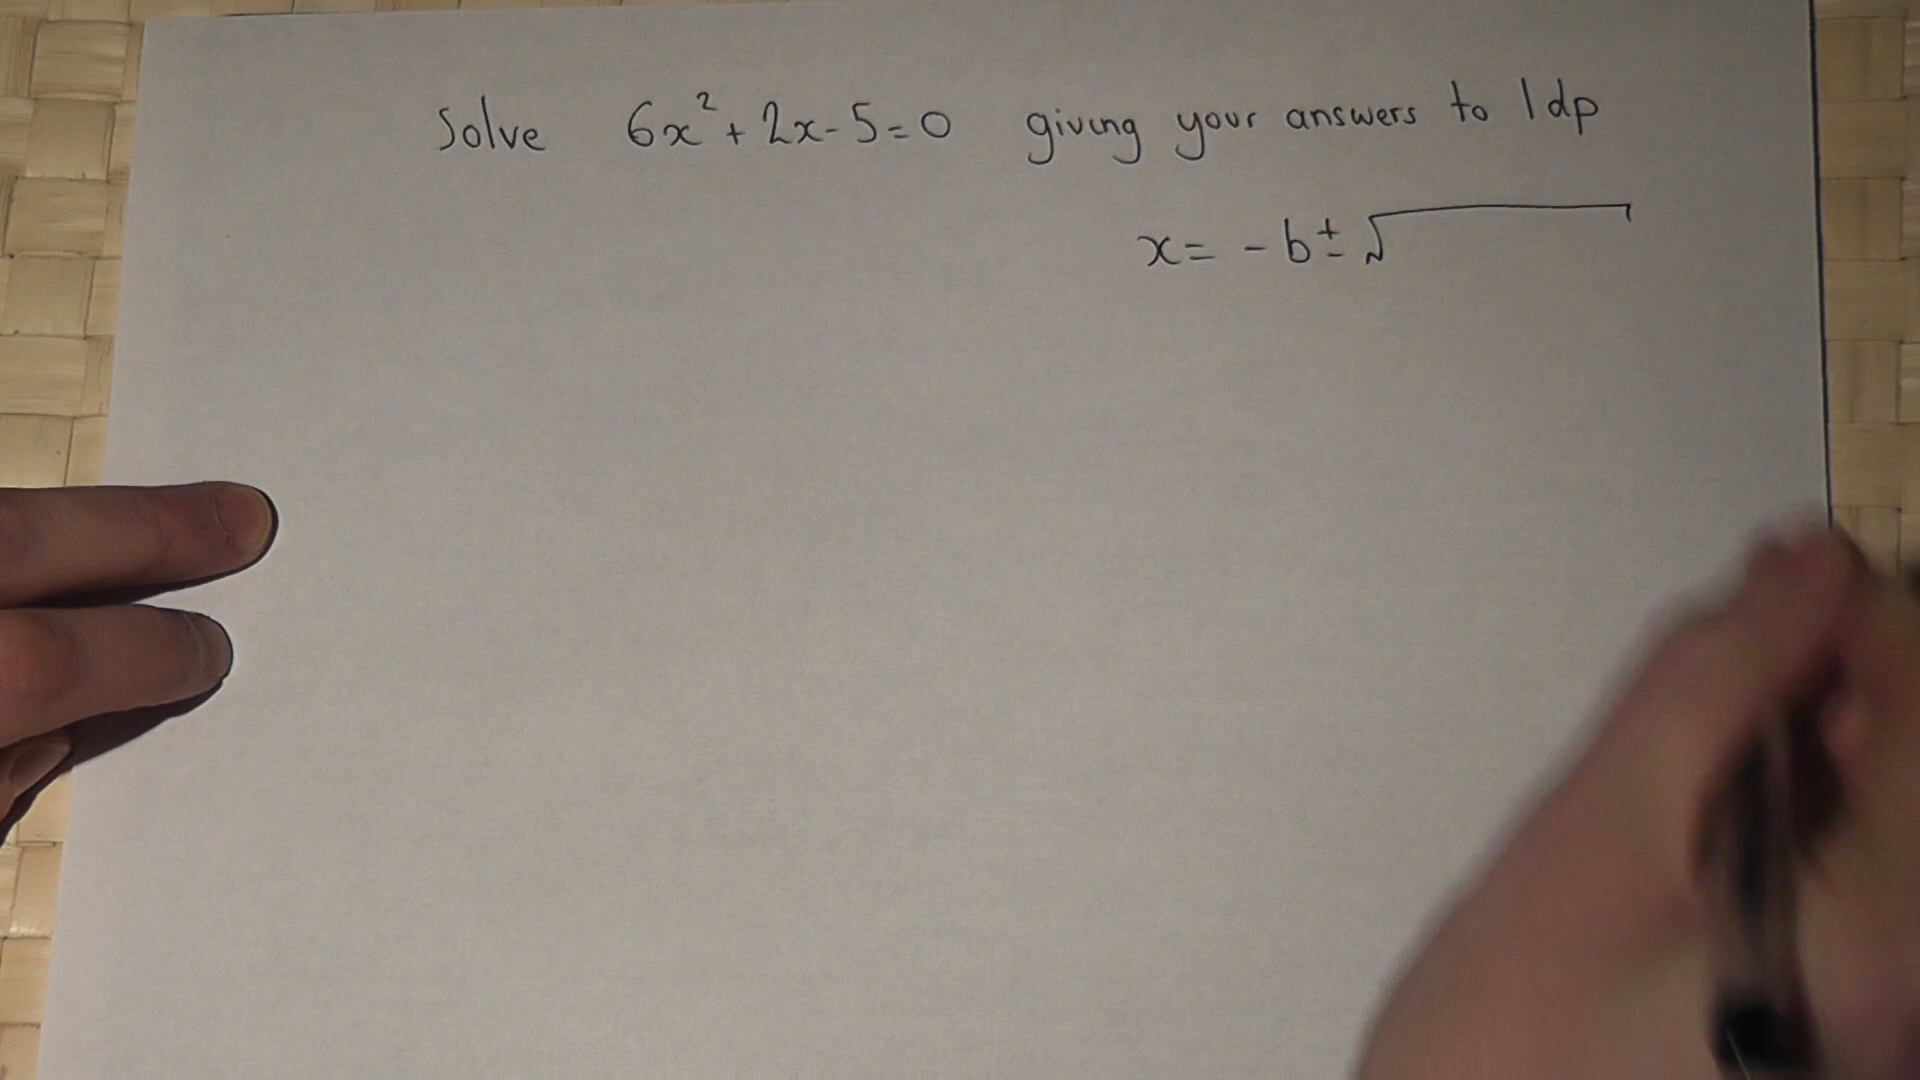 Solve 6x² + 2x - 5 = 0 giving your answers to 1dp
x = - b ± √